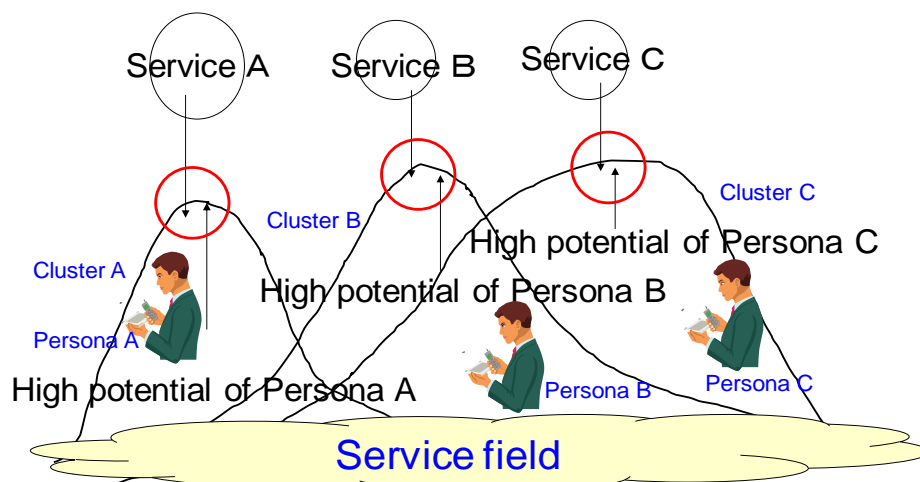 Service A
Service B
Service C
Cluster C
Cluster B
High potential of Persona C
Cluster A
High potential of Persona B
Persona A
High potential of Persona A
Persona B
Persona C
Service field